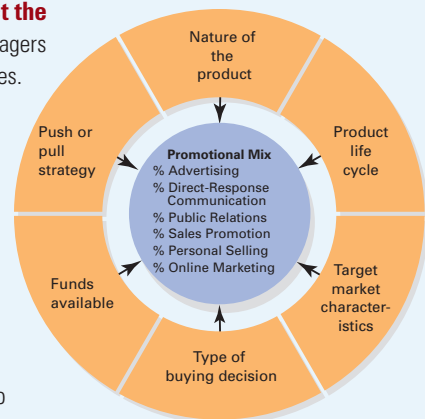 t the
agers
es.
Nature of
the
product
Push or
pull
strategy
Product
life
cycle
Promotional Mix
% Advertising
% Direct-Response
Communication
% Public Relations
% Sales Promotion
% Personal Selling
% Online Marketing
Funds
available
Target
market
character-
istics
Type of
buying decision